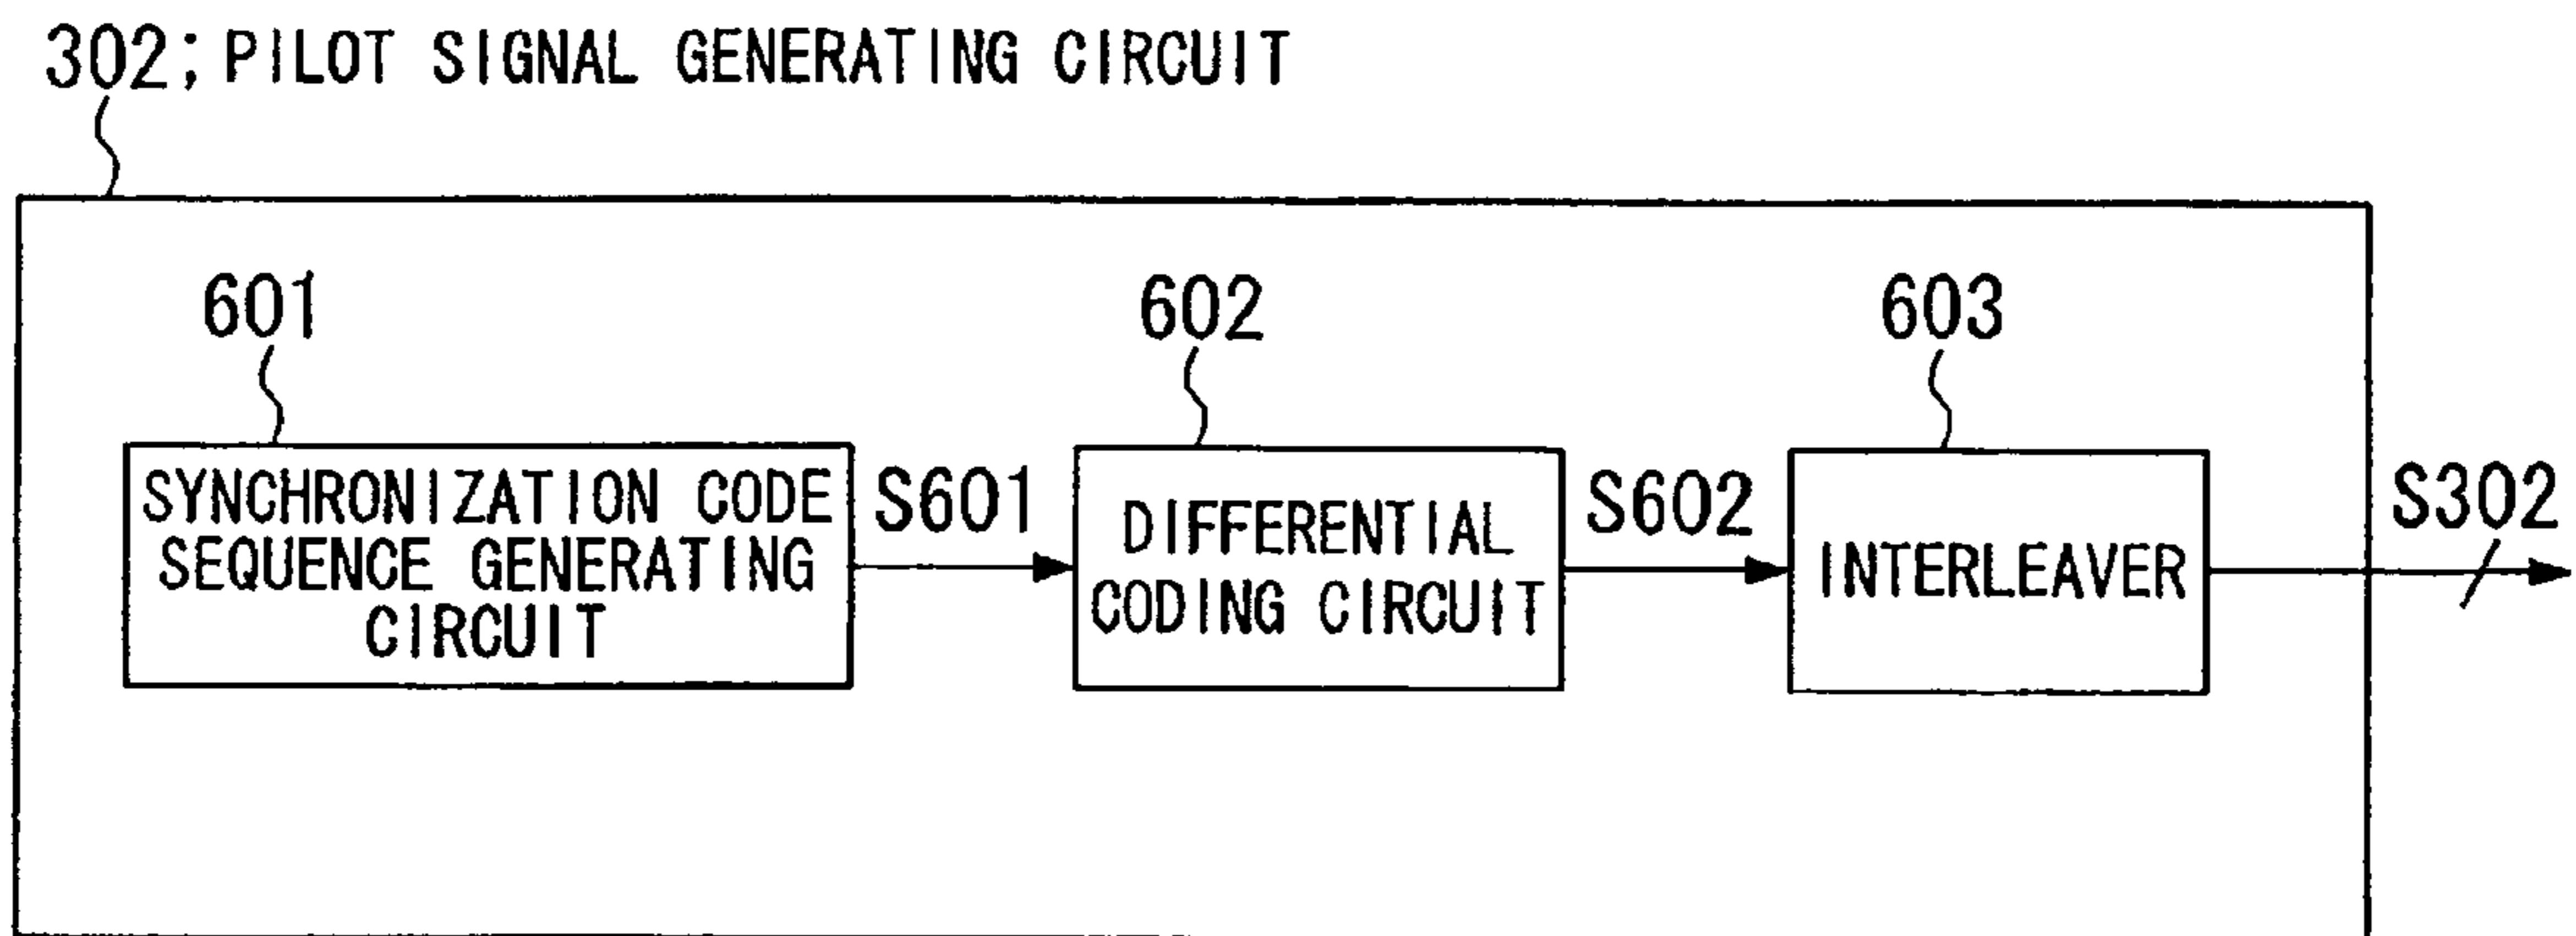 302; PILOT SIGNAL GENERATING CIRCUIT
601
602
603
SYNCHRONIZATION CODE
SEQUENCE GENERATING
CIRCUIT
S601
DIFFERENTIAL
CODING CIRCUIT
S602
INTERLEAVER
S302